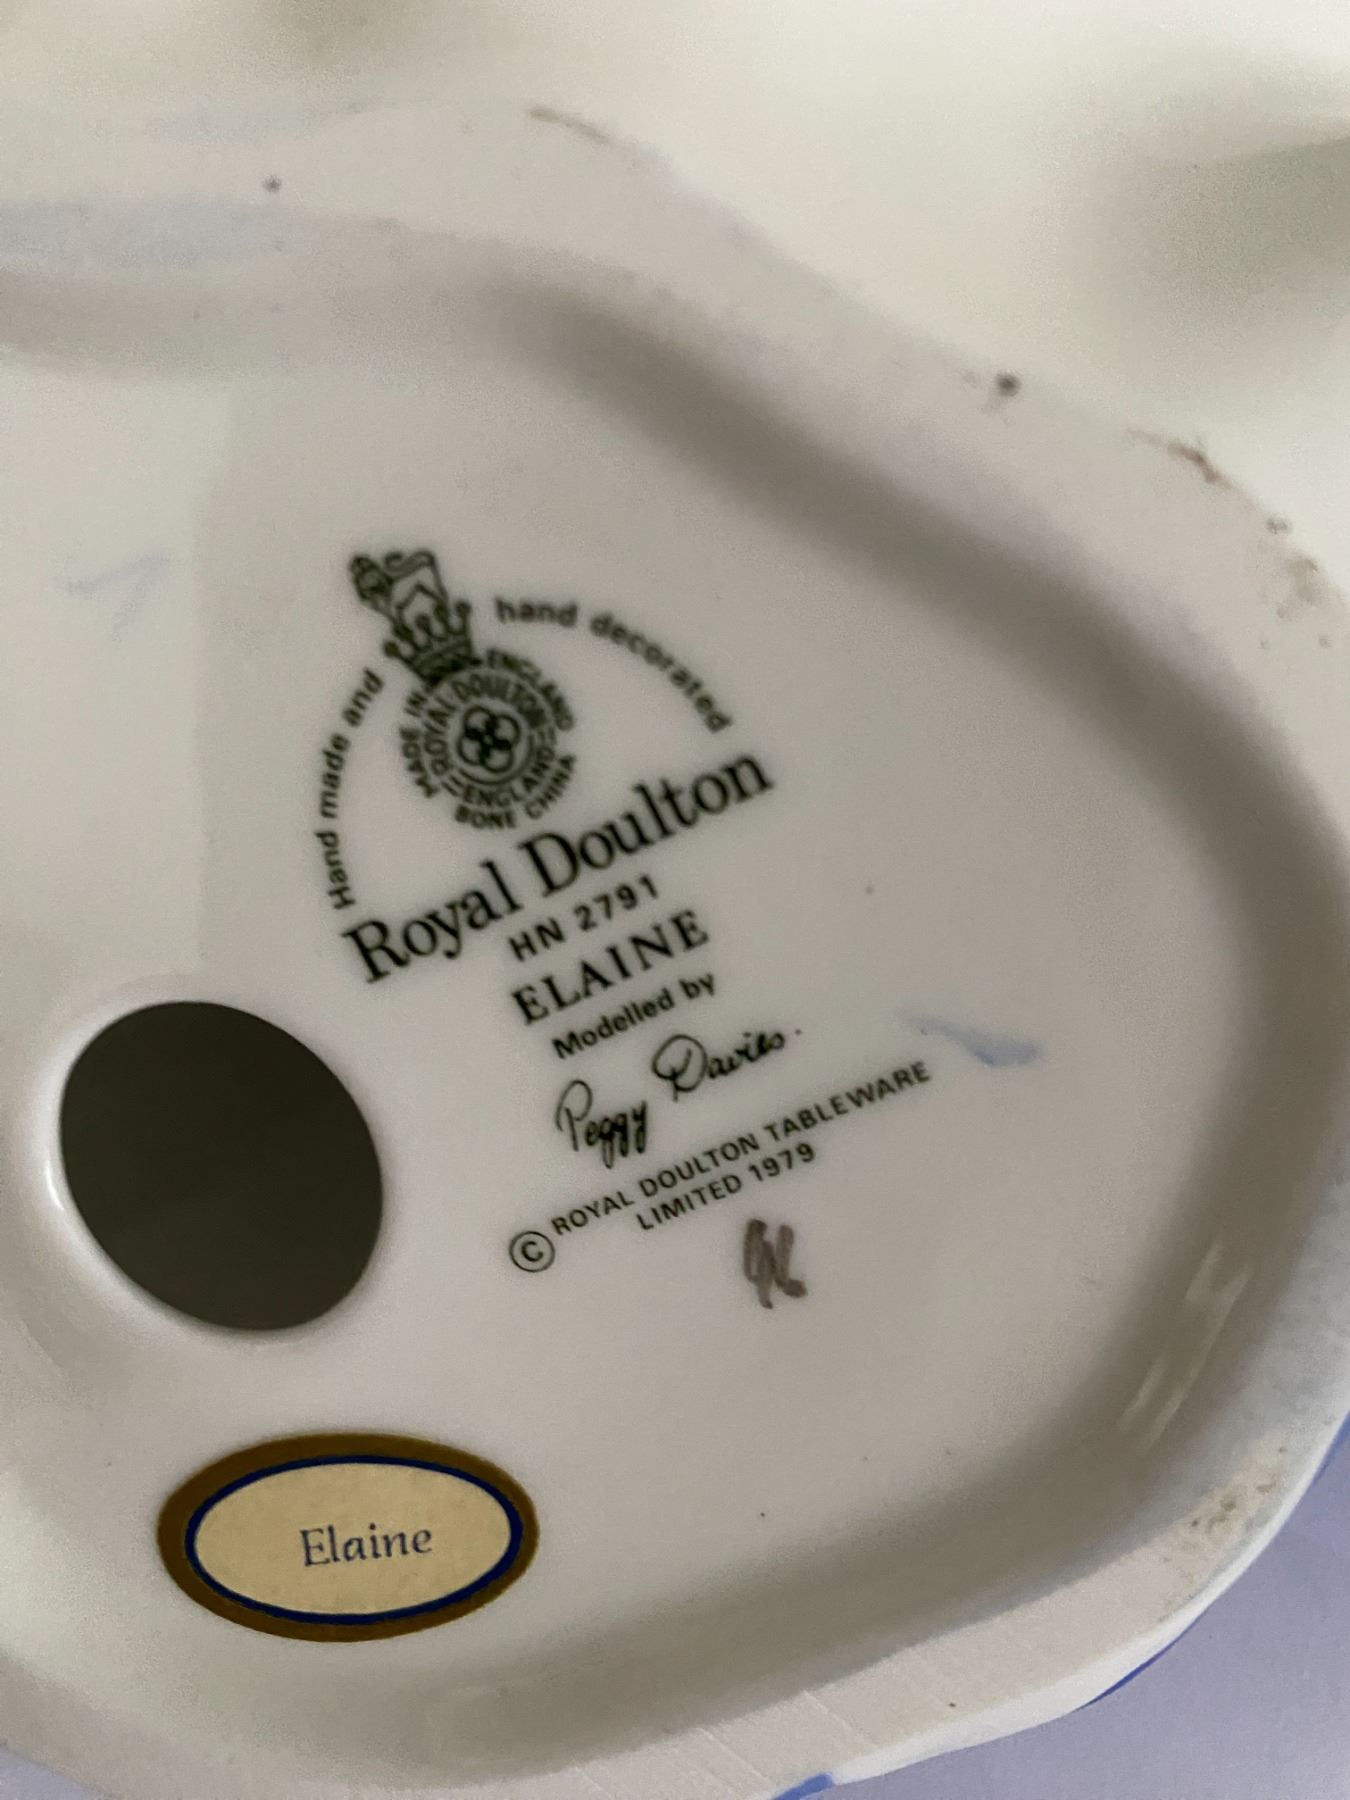 Hand made and hand decorated
MADE IN ENGLAND
ROYAL DOULTON
ENGLAND
BONE CHINA
Royal Doulton
HN 2791
ELAINE
Modelled by
Peggy Davies.
© ROYAL DOULTON TABLEWARE
LIMITED 1979
Elaine